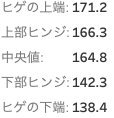 ヒゲの上端: 171.2
上部ヒンジ: 166.3
中央値: 164.8
下部ヒンジ: 142.3
ヒゲの下端: 138.4